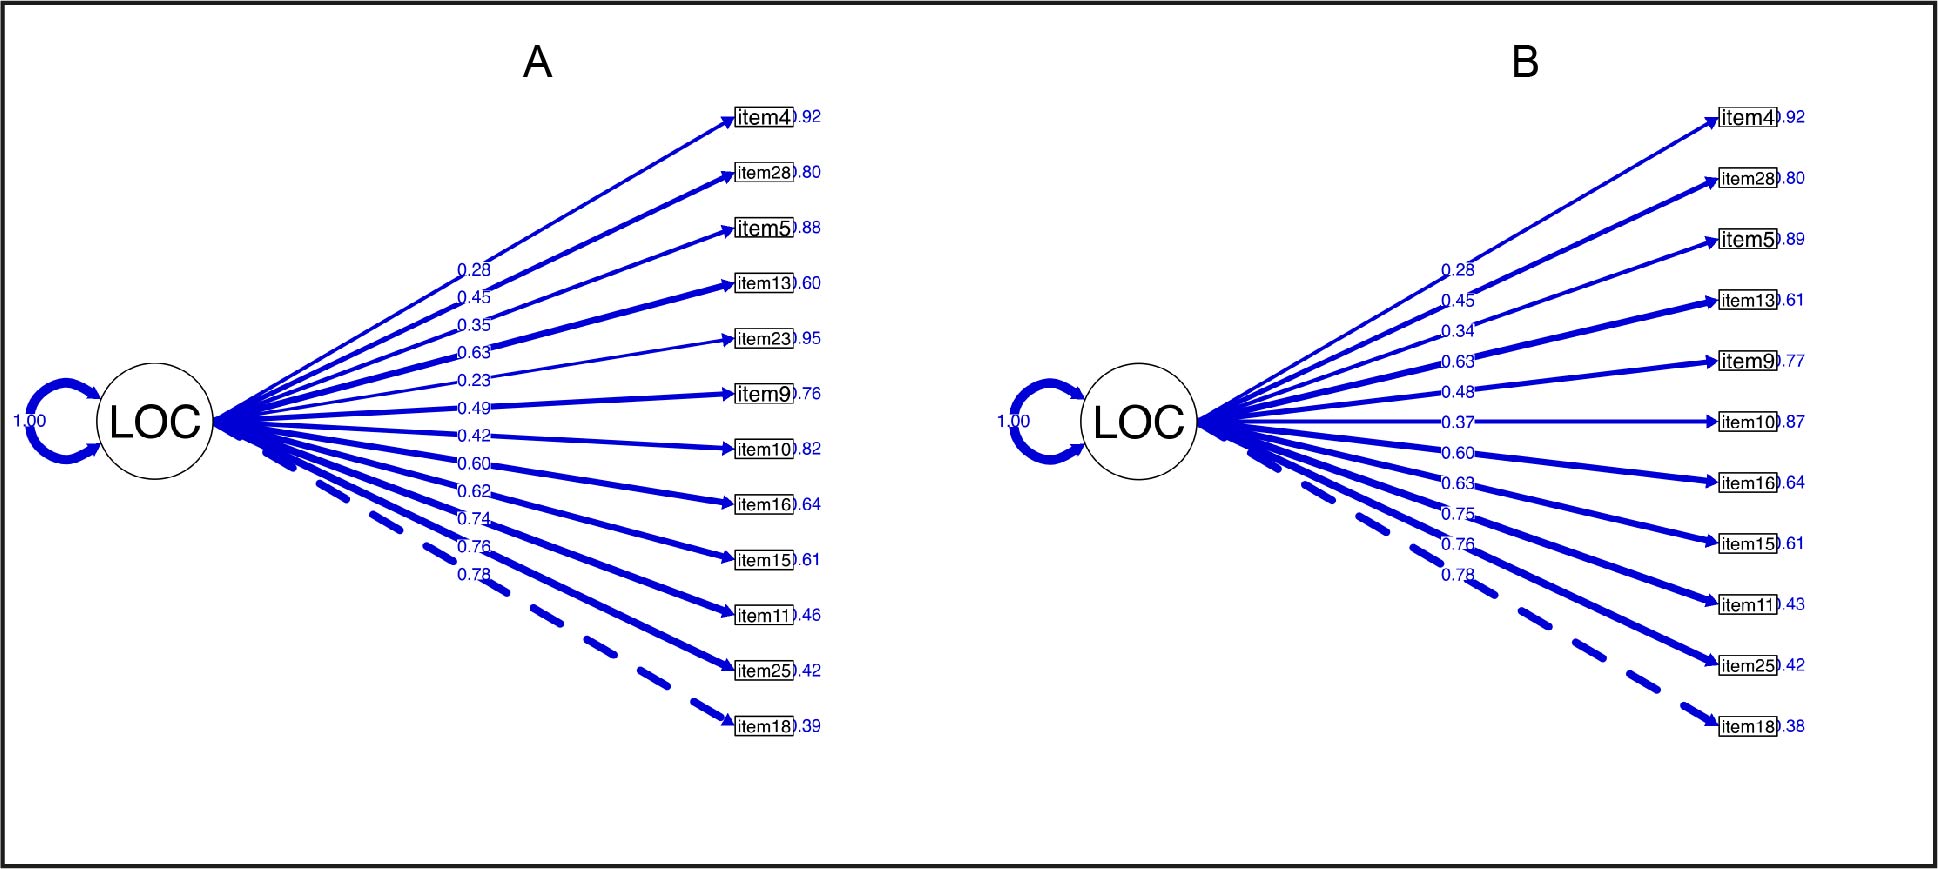 A
item4 0.92
item28 0.80
item5 0.88
item13 0.60
item23 0.95
item9 0.76
item10 0.82
item16 0.64
item15 0.61
item11 0.46
item25 0.42
item18 0.39
0.28
0.45
0.35
0.63
0.23
0.49
0.42
0.60
0.62
0.74
0.76
0.78
1.00
LOC
B
item4 0.92
item28 0.80
item5 0.89
item13 0.61
item9 0.77
item10 0.87
item16 0.64
item15 0.61
item11 0.43
item25 0.42
item18 0.38
0.28
0.45
0.34
0.63
0.48
0.37
0.60
0.63
0.75
0.76
0.78
1.00
LOC